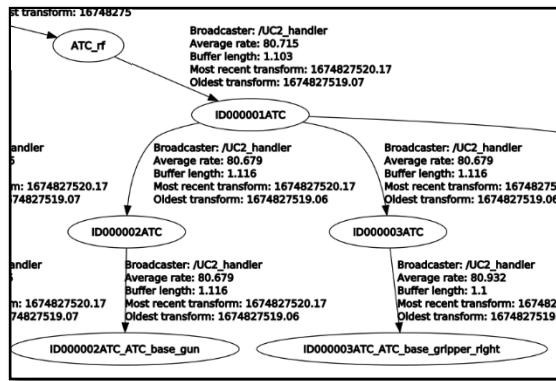 st transform: 16748275
Broadcaster: /UC2_handler
Average rate: 80.715
Buffer length: 1.103
Most recent transform: 1674827520.17
Oldest transform: 1674827519.07
ATC_rf
ID000001ATC
andler
Broadcaster: /UC2_handler
Average rate: 80.679
Buffer length: 1.116
Most recent transform: 1674827520.17
Oldest transform: 1674827519.06
Broadcaster: /UC2_handler
Average rate: 80.679
Buffer length: 1.116
Most recent transform: 16748275
Oldest transform: 1674827519.06
rm: 1674827520.17
74827519.07
ID000002ATC
ID000003ATC
andler
Broadcaster: /UC2_handler
Average rate: 80.679
Buffer length: 1.116
Most recent transform: 1674827520.17
Oldest transform: 1674827519.06
Broadcaster: /UC2_handler
Average rate: 80.932
Buffer length: 1.1
Most recent transform: 167482
Oldest transform: 1674827519
m: 1674827520.17
74827519.07
ID000002ATC_ATC_base_gun
ID000003ATC_ATC_base_gripper_right